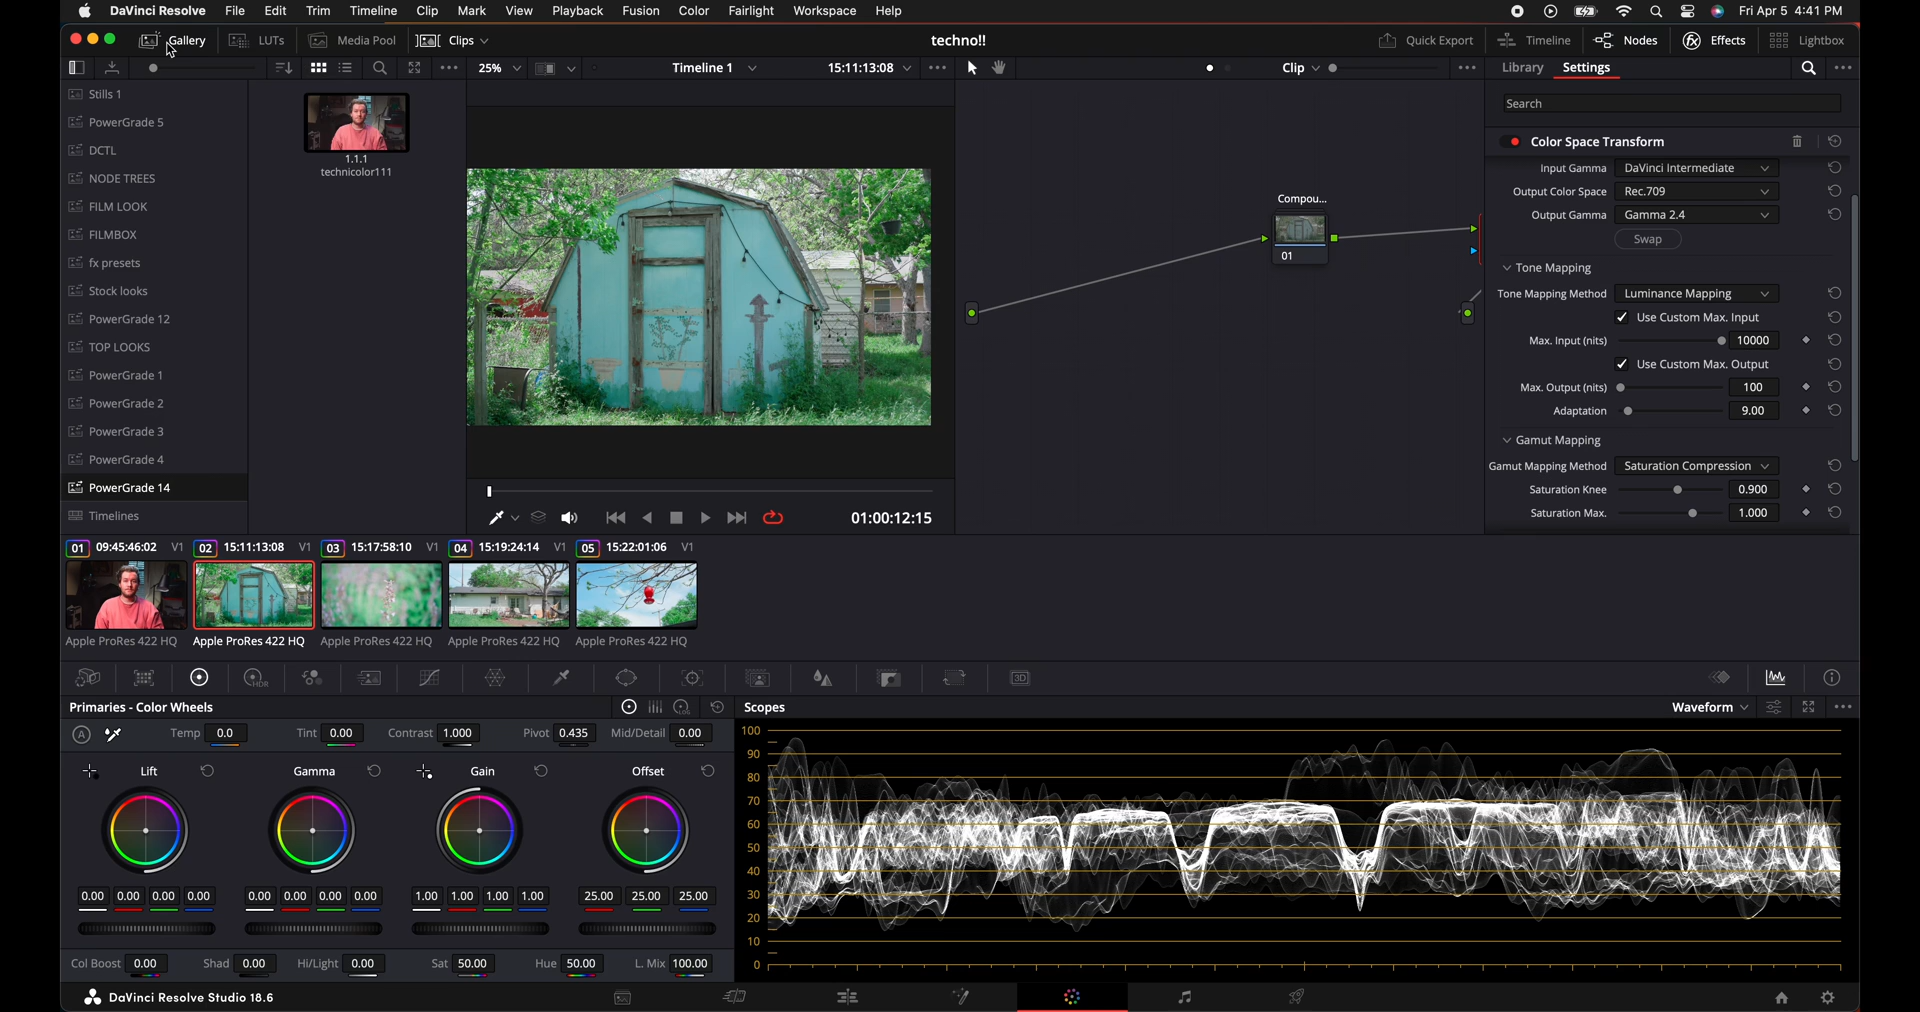 DaVinci Resolve File Edit Trim Timeline Clip Mark View Playback Fusion Color Fairlight Workspace Help Fri Apr 5 4:41 PM
Gallery LUTs Media Pool Clips techno!! Quick Export Timeline Nodes Effects Lightbox
25% Timeline 1 15:11:13:08 Clip Library Settings
Stills 1
PowerGrade 5
DCTL
NODE TREES
FILM LOOK
FILMBOX
fx presets
Stock looks
PowerGrade 12
TOP LOOKS
PowerGrade 1
PowerGrade 2
PowerGrade 3
PowerGrade 4
PowerGrade 14
Timelines
1.1.1
technicolor111
01:00:12:15
Compou...
01
Search
Color Space Transform
Input Gamma DaVinci Intermediate
Output Color Space Rec.709
Output Gamma Gamma 2.4
Swap
Tone Mapping
Tone Mapping Method Luminance Mapping
Use Custom Max. Input
Max. Input (nits) 10000
Use Custom Max. Output
Max. Output (nits) 100
Adaptation 9.00
Gamut Mapping
Gamut Mapping Method Saturation Compression
Saturation Knee 0.900
Saturation Max. 1.000
01 09:45:46:02 V1 02 15:11:13:08 V1 03 15:17:58:10 V1 04 15:19:24:14 V1 05 15:22:01:06 V1
Apple ProRes 422 HQ Apple ProRes 422 HQ Apple ProRes 422 HQ Apple ProRes 422 HQ Apple ProRes 422 HQ
HDR 3D
Primaries - Color Wheels LOG
A Temp 0.0 Tint 0.00 Contrast 1.000 Pivot 0.435 Mid/Detail 0.00
Lift Gamma Gain Offset
0.00 0.00 0.00 0.00 0.00 0.00 0.00 0.00 1.00 1.00 1.00 1.00 25.00 25.00 25.00
Col Boost 0.00 Shad 0.00 Hi/Light 0.00 Sat 50.00 Hue 50.00 L. Mix 100.00
Scopes Waveform
100
90
80
70
60
50
40
30
20
10
0
DaVinci Resolve Studio 18.6